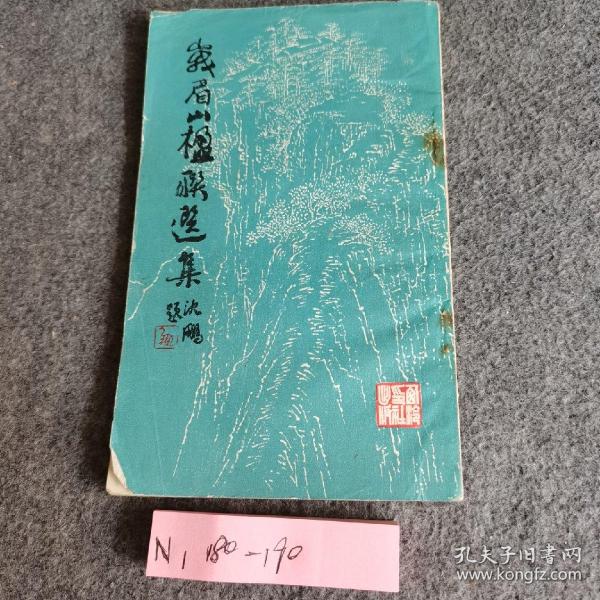 峨眉山楹联选集
沈鹏
题
N1 180-190
孔夫子旧书网
www.kongfz.com